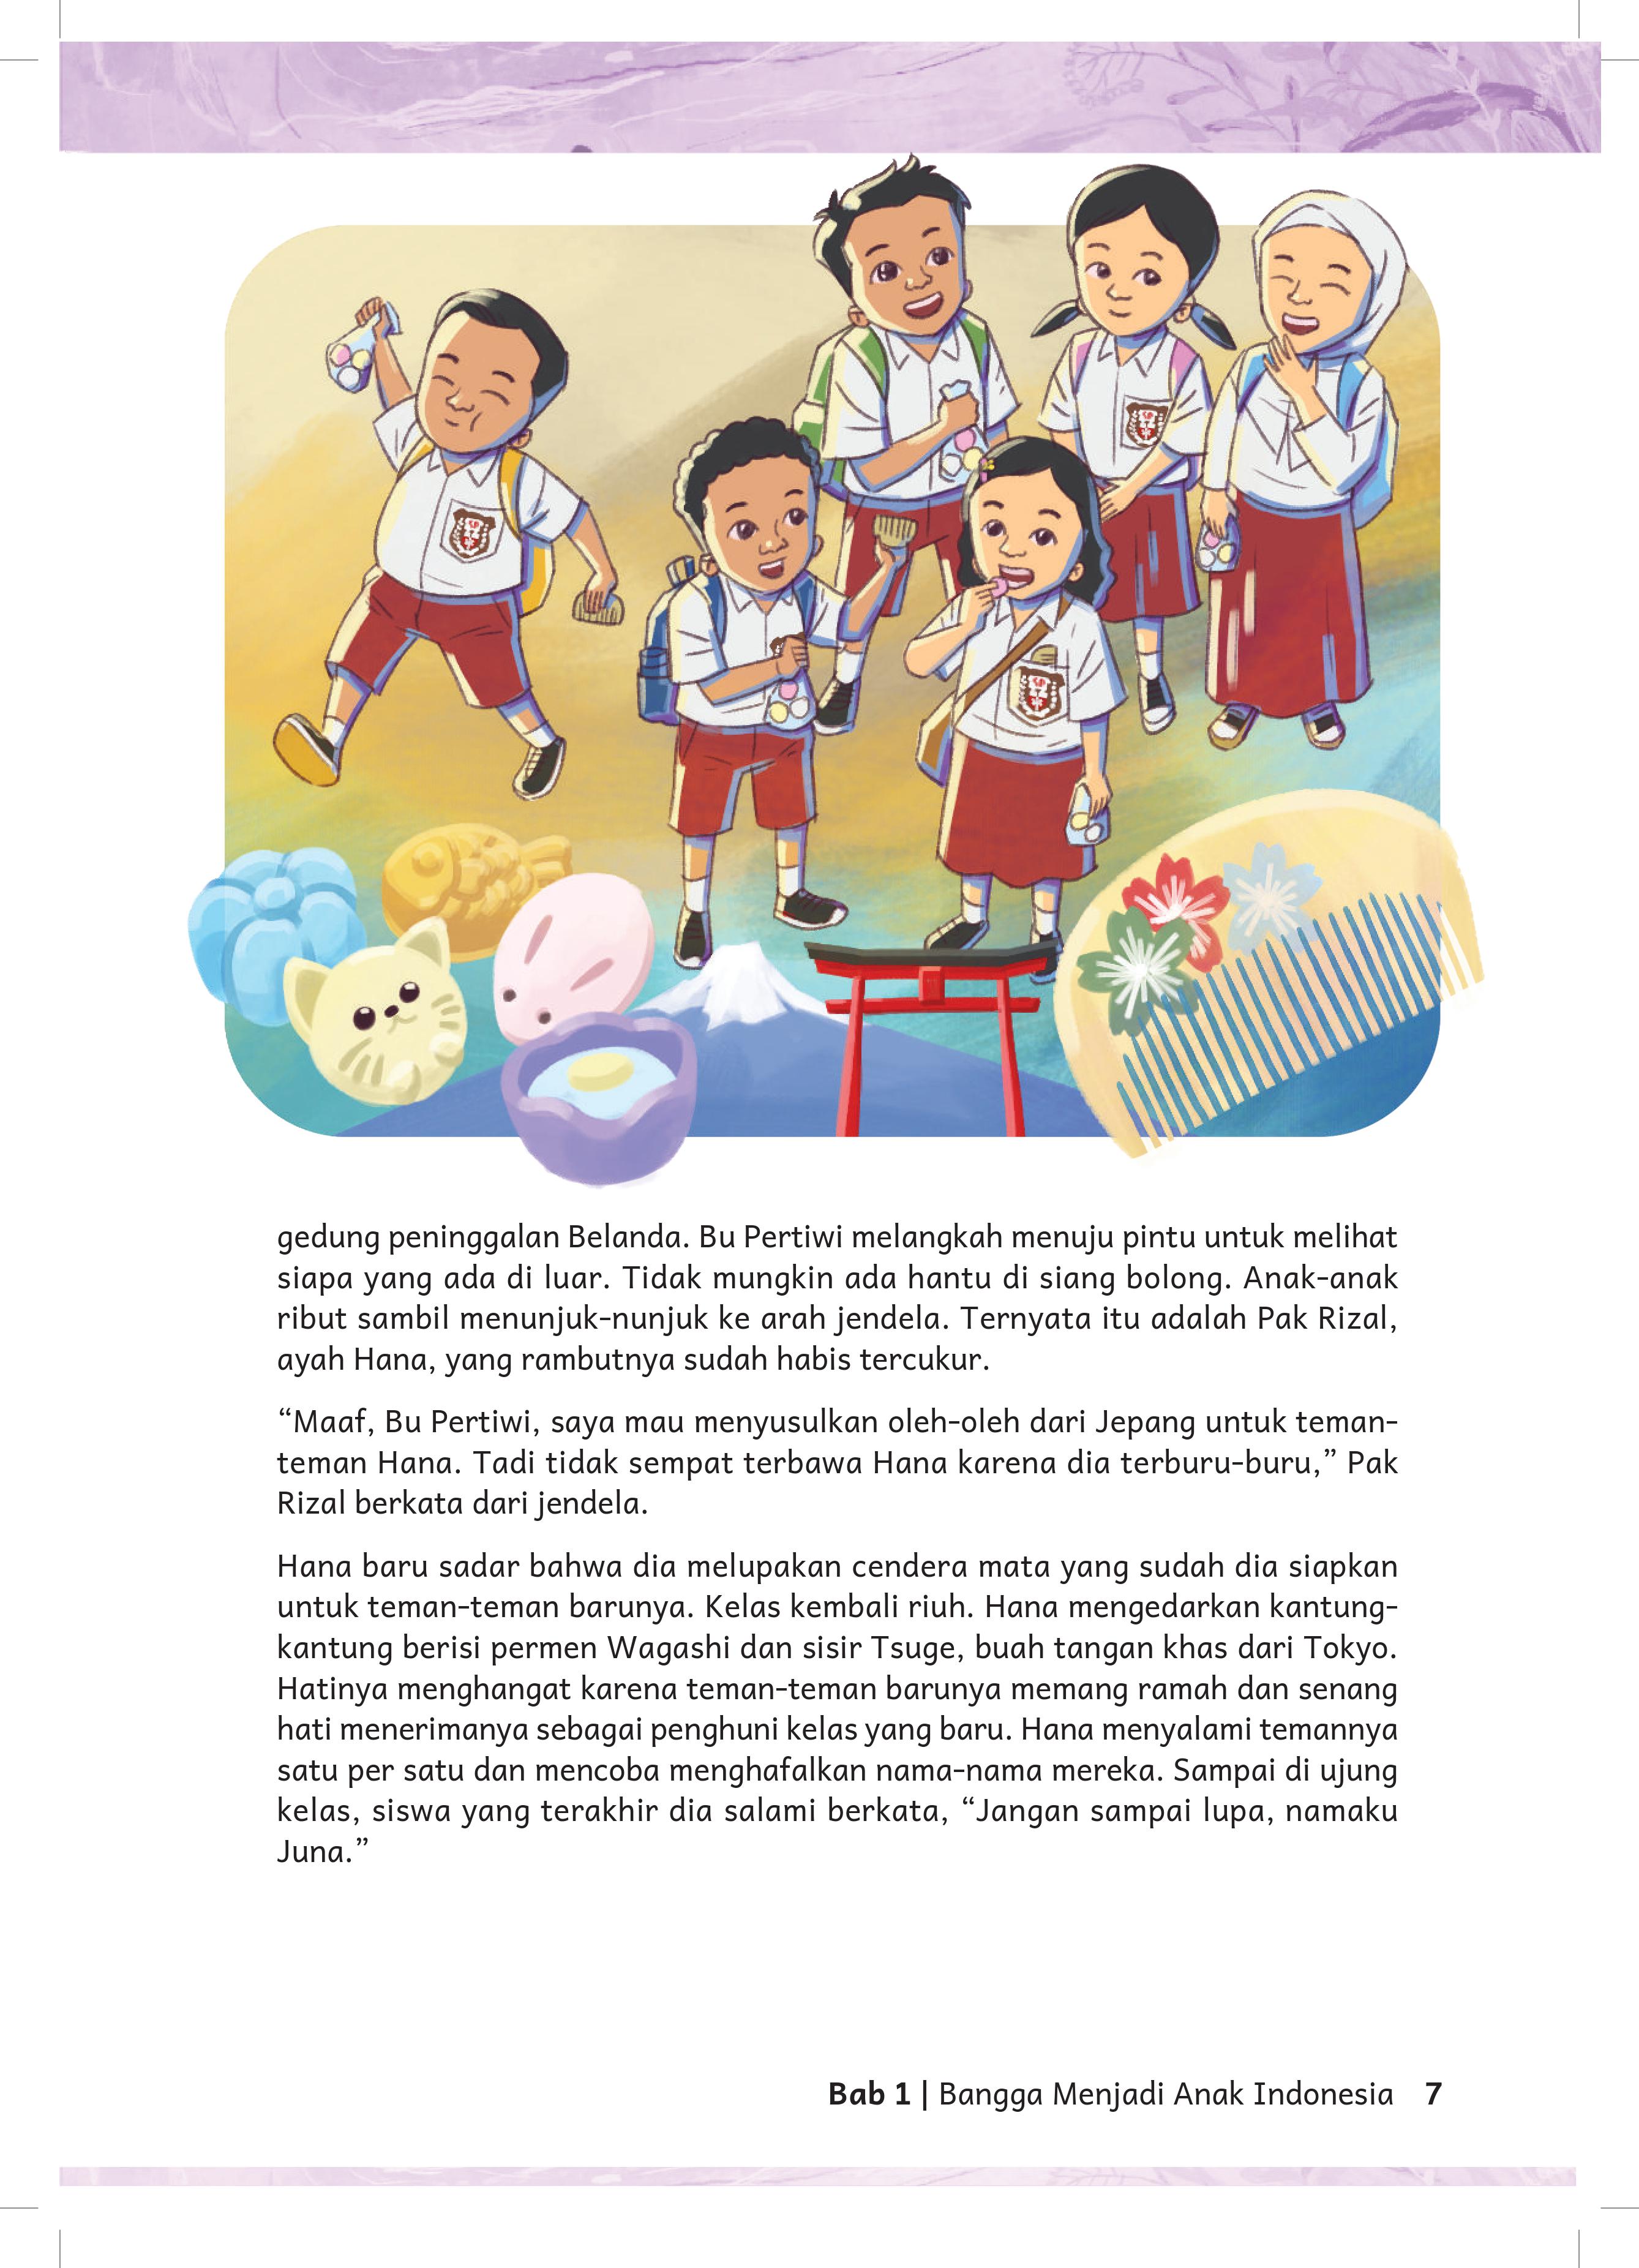 gedung peninggalan Belanda. Bu Pertiwi melangkah menuju pintu untuk melihat
siapa yang ada di luar. Tidak mungkin ada hantu di siang bolong. Anak-anak
ribut sambil menunjuk-nunjuk ke arah jendela. Ternyata itu adalah Pak Rizal,
ayah Hana, yang rambutnya sudah habis tercukur.
“Maaf, Bu Pertiwi, saya mau menyusulkan oleh-oleh dari Jepang untuk teman-
teman Hana. Tadi tidak sempat terbawa Hana karena dia terburu-buru,” Pak
Rizal berkata dari jendela.
Hana baru sadar bahwa dia melupakan cendera mata yang sudah dia siapkan
untuk teman-teman barunya. Kelas kembali riuh. Hana mengedarkan kantung-
kantung berisi permen Wagashi dan sisir Tsuge, buah tangan khas dari Tokyo.
Hatinya menghangat karena teman-teman barunya memang ramah dan senang
hati menerimanya sebagai penghuni kelas yang baru. Hana menyalami temannya
satu per satu dan mencoba menghafalkan nama-nama mereka. Sampai di ujung
kelas, siswa yang terakhir dia salami berkata, “Jangan sampai lupa, namaku
Juna.”
Bab 1 | Bangga Menjadi Anak Indonesia 7